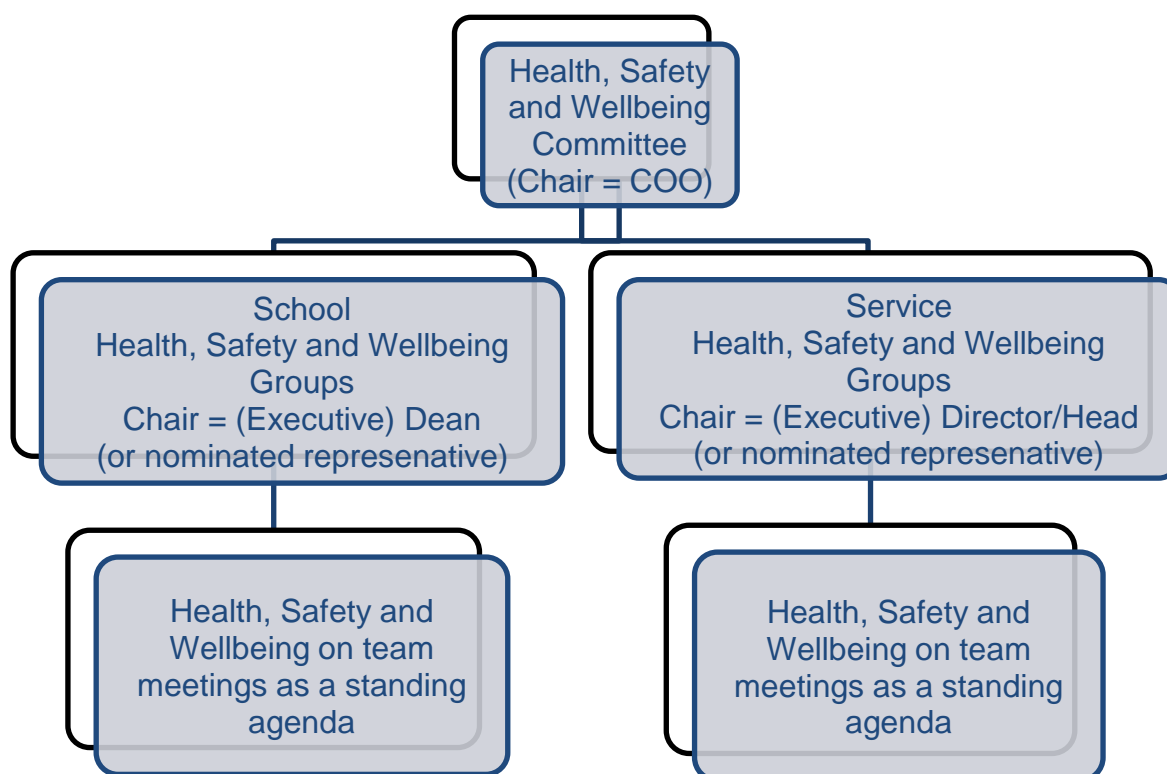 Health, Safety
and Wellbeing
Committee
(Chair = COO)
School
Health, Safety and Wellbeing
Groups
Chair = (Executive) Dean
(or nominated represenative)
Service
Health, Safety and Wellbeing
Groups
Chair = (Executive) Director/Head
(or nominated represenative)
Health, Safety and
Wellbeing on team
meetings as a standing
agenda
Health, Safety and
Wellbeing on team
meetings as a standing
agenda